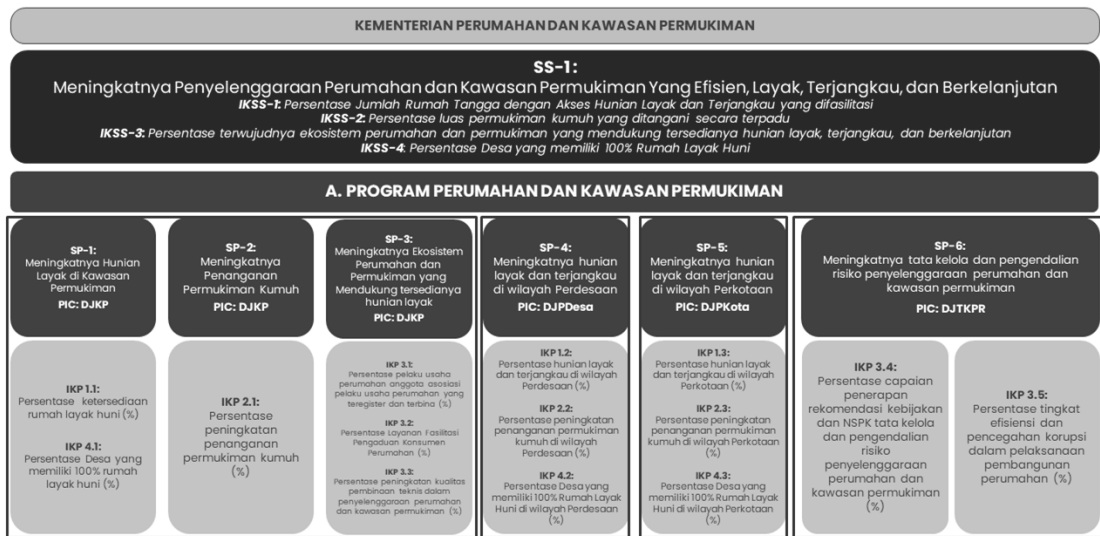 KEMENTERIAN PERUMAHAN DAN KAWASAN PERMUKIMAN
SS-1:
Meningkatnya Penyelenggaraan Perumahan dan Kawasan Permukiman Yang Efisien, Layak, Terjangkau, dan Berkelanjutan
IKSS-1: Persentase Jumlah Rumah Tangga dengan Akses Hunian Layak dan Terjangkau yang difasilitasi
IKSS-2: Persentase luas permukiman kumuh yang ditangani secara terpadu
IKSS-3: Persentase terwujudnya ekosistem perumahan dan permukiman yang mendukung tersedianya hunian layak, terjangkau, dan berkelanjutan
IKSS-4: Persentase Desa yang memiliki 100% Rumah Layak Huni
A. PROGRAM PERUMAHAN DAN KAWASAN PERMUKIMAN
SP-1:
Meningkatnya Hunian
Layak di Kawasan
Permukiman
PIC: DJKP
SP-2:
Meningkatnya
Penanganan
Permukiman Kumuh
PIC: DJKP
SP-3:
Meningkatnya Ekosistem
Perumahan dan
Permukiman yang
Mendukung tersedianya
hunian layak
PIC: DJKP
SP-4:
Meningkatnya hunian
layak dan terjangkau
di wilayah Perdesaan
PIC: DJPDesa
SP-5:
Meningkatnya hunian
layak dan terjangkau
di wilayah Perkotaan
PIC: DJPKota
SP-6:
Meningkatnya tata kelola dan pengendalian
risiko penyelenggaraan perumahan dan
kawasan permukiman
PIC: DJTKPR
IKP 1.1:
Persentase ketersediaan
rumah layak huni (%)
IKP 4.1:
Persentase Desa yang
memiliki 100% rumah
layak huni (%)
IKP 2.1:
Persentase
peningkatan
penanganan
permukiman kumuh
(%)
IKP 3.1:
Persentase pelaku usaha
perumahan anggota asosiasi
pelaku usaha perumahan yang
teregister dan terbina (%)
IKP 3.2:
Persentase Layanan Fasilitasi
Pengaduan Konsumen
Perumahan (%)
IKP 3.3:
Persentase peningkatan kualitas
pembinaan teknis dalam
penyelenggaraan perumahan
dan kawasan permukiman (%)
IKP 1.2:
Persentase hunian layak
dan terjangkau di wilayah
Perdesaan (%)
IKP 2.2:
Persentase peningkatan
penanganan permukiman
kumuh di wilayah
Perdesaan (%)
IKP 4.2:
Persentase Desa yang
memiliki 100% Rumah Layak
Huni di wilayah Perdesaan
(%)
IKP 1.3:
Persentase hunian layak
dan terjangkau di wilayah
Perkotaan (%)
IKP 2.3:
Persentase peningkatan
penanganan permukiman
kumuh di wilayah Perkotaan
(%)
IKP 4.3:
Persentase Desa yang
memiliki 100% Rumah Layak
Huni di wilayah Perkotaan
(%)
IKP 3.4:
Persentase capaian
penerapan
rekomendasi kebijakan
dan NSPK tata kelola
dan pengendalian
risiko
penyelenggaraan
perumahan dan
kawasan permukiman
(%)
IKP 3.5:
Persentase tingkat
efisiensi dan
pencegahan korupsi
dalam pelaksanaan
pembangunan
perumahan (%)